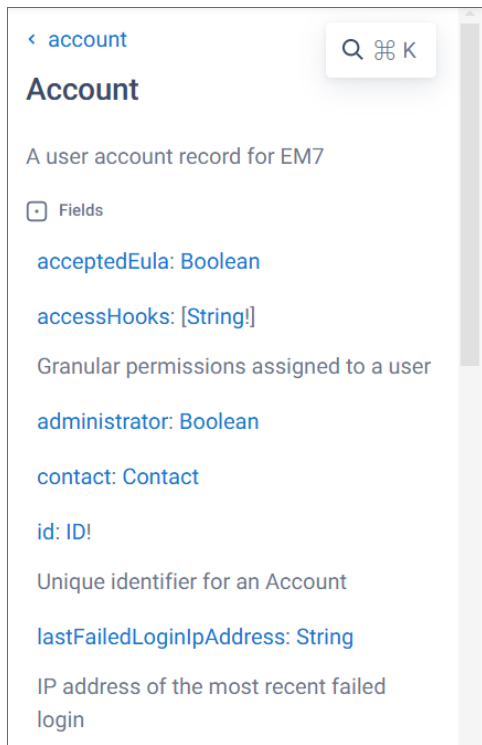 ‹ account
⌘ K
Account
A user account record for EM7
Fields
acceptedEula: Boolean
accessHooks: [String!]
Granular permissions assigned to a user
administrator: Boolean
contact: Contact
id: ID!
Unique identifier for an Account
lastFailedLoginIpAddress: String
IP address of the most recent failed
login